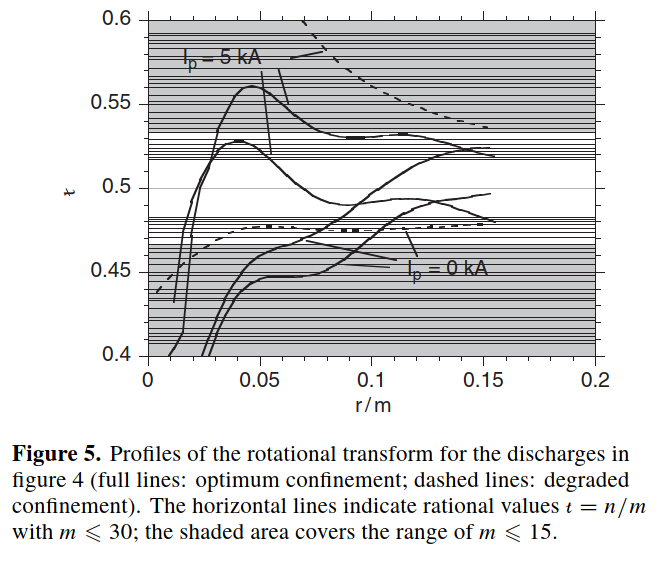 0.6
I_p = 5 kA
0.55
0.5
ɫ
0.45
I_p = 0 kA
0.4
0 0.05 0.1 0.15 0.2
r/m
Figure 5. Profiles of the rotational transform for the discharges in
figure 4 (full lines: optimum confinement; dashed lines: degraded
confinement). The horizontal lines indicate rational values ɫ = n/m
with m ⩽ 30; the shaded area covers the range of m ⩽ 15.